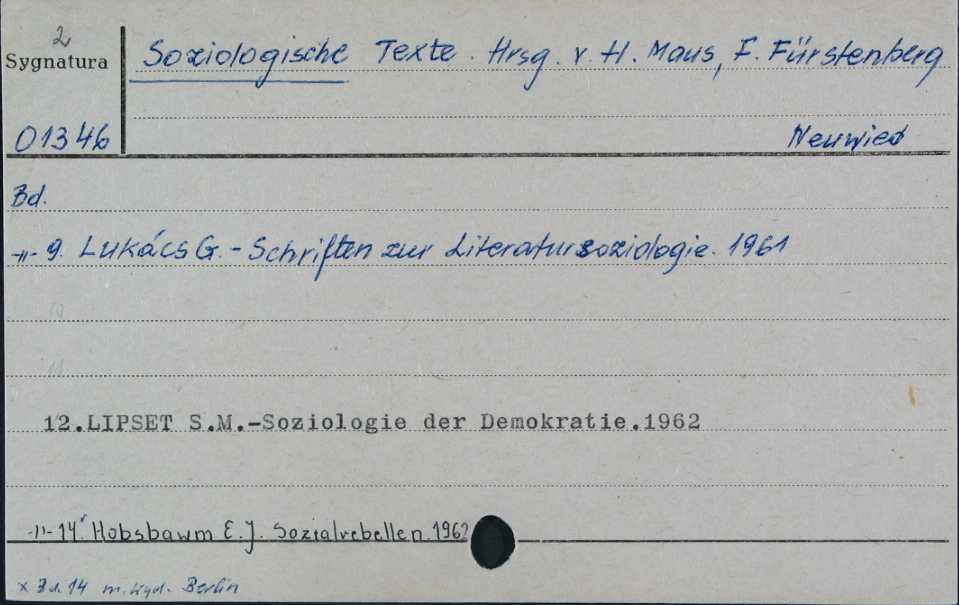 2
Sygnatura
Soziologische Texte. Hrsg. v. H. Maus, F. Fürstenberg
01346
Neuwied
Bd.
-"- 9. Lukács G. - Schriften zur Literatursoziologie. 1961
10
11
12.LIPSET S.M.-Soziologie der Demokratie.1962
-"- 14. Hobsbawm E.J. Sozialrebellen. 1962
x Bd. 14 m. wyd. Berlin